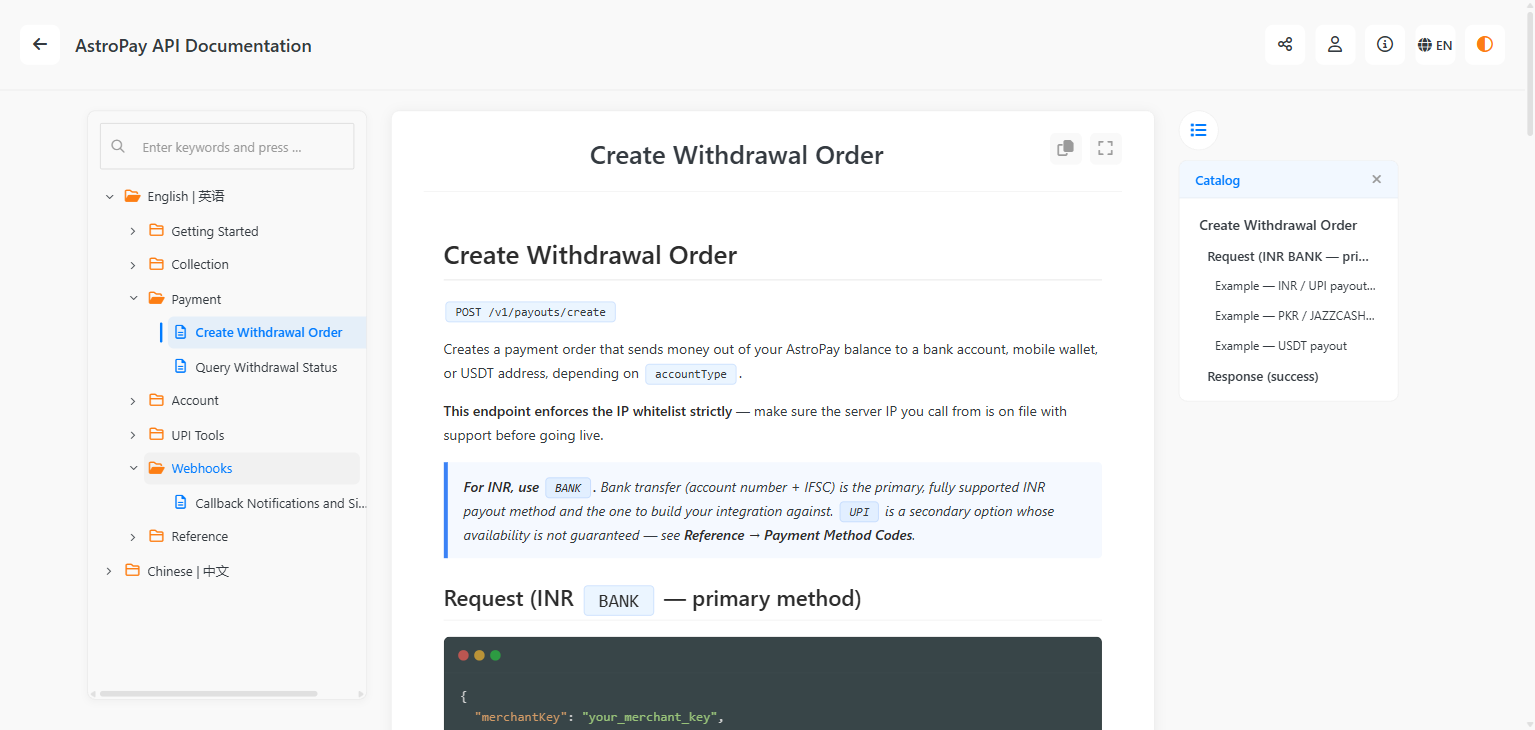 AstroPay API Documentation
EN
Enter keywords and press ...
English | 英语
Getting Started
Collection
Payment
Create Withdrawal Order
Query Withdrawal Status
Account
UPI Tools
Webhooks
Callback Notifications and Si...
Reference
Chinese | 中文
Create Withdrawal Order
Create Withdrawal Order
POST /v1/payouts/create
Creates a payment order that sends money out of your AstroPay balance to a bank account, mobile wallet,
or USDT address, depending on accountType .
This endpoint enforces the IP whitelist strictly — make sure the server IP you call from is on file with
support before going live.
For INR, use BANK . Bank transfer (account number + IFSC) is the primary, fully supported INR
payout method and the one to build your integration against. UPI is a secondary option whose
availability is not guaranteed — see Reference → Payment Method Codes.
Request (INR BANK — primary method)
{
"merchantKey": "your_merchant_key",
Catalog
Create Withdrawal Order
Request (INR BANK — pri...
Example — INR / UPI payout...
Example — PKR / JAZZCASH...
Example — USDT payout
Response (success)